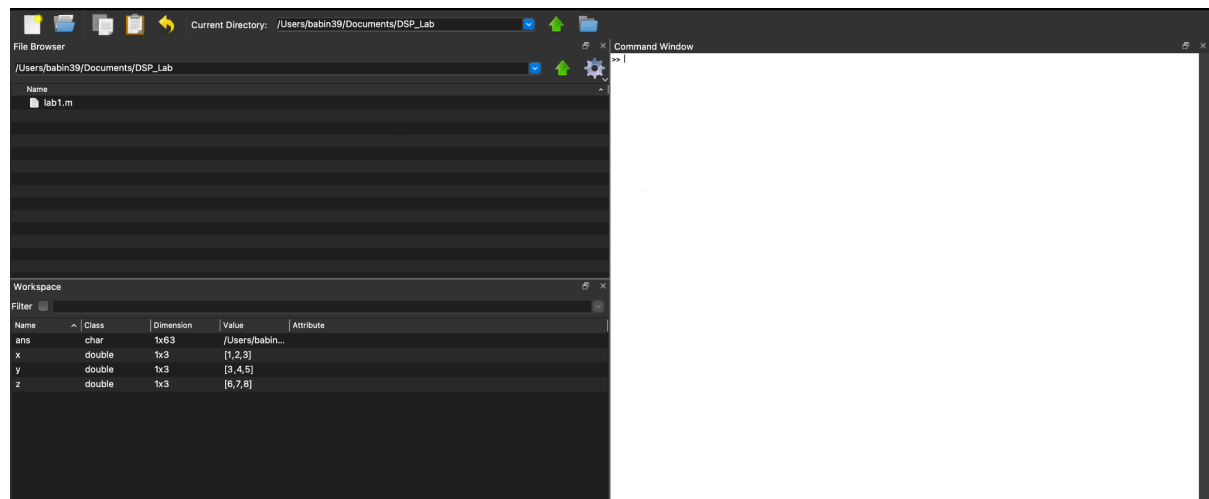 Current Directory: /Users/babin39/Documents/DSP_Lab
File Browser
/Users/babin39/Documents/DSP_Lab
Name
lab1.m
Workspace
Filter
Name Class Dimension Value Attribute
ans char 1x63 /Users/babin...
x double 1x3 [1,2,3]
y double 1x3 [3,4,5]
z double 1x3 [6,7,8]
Command Window
>>